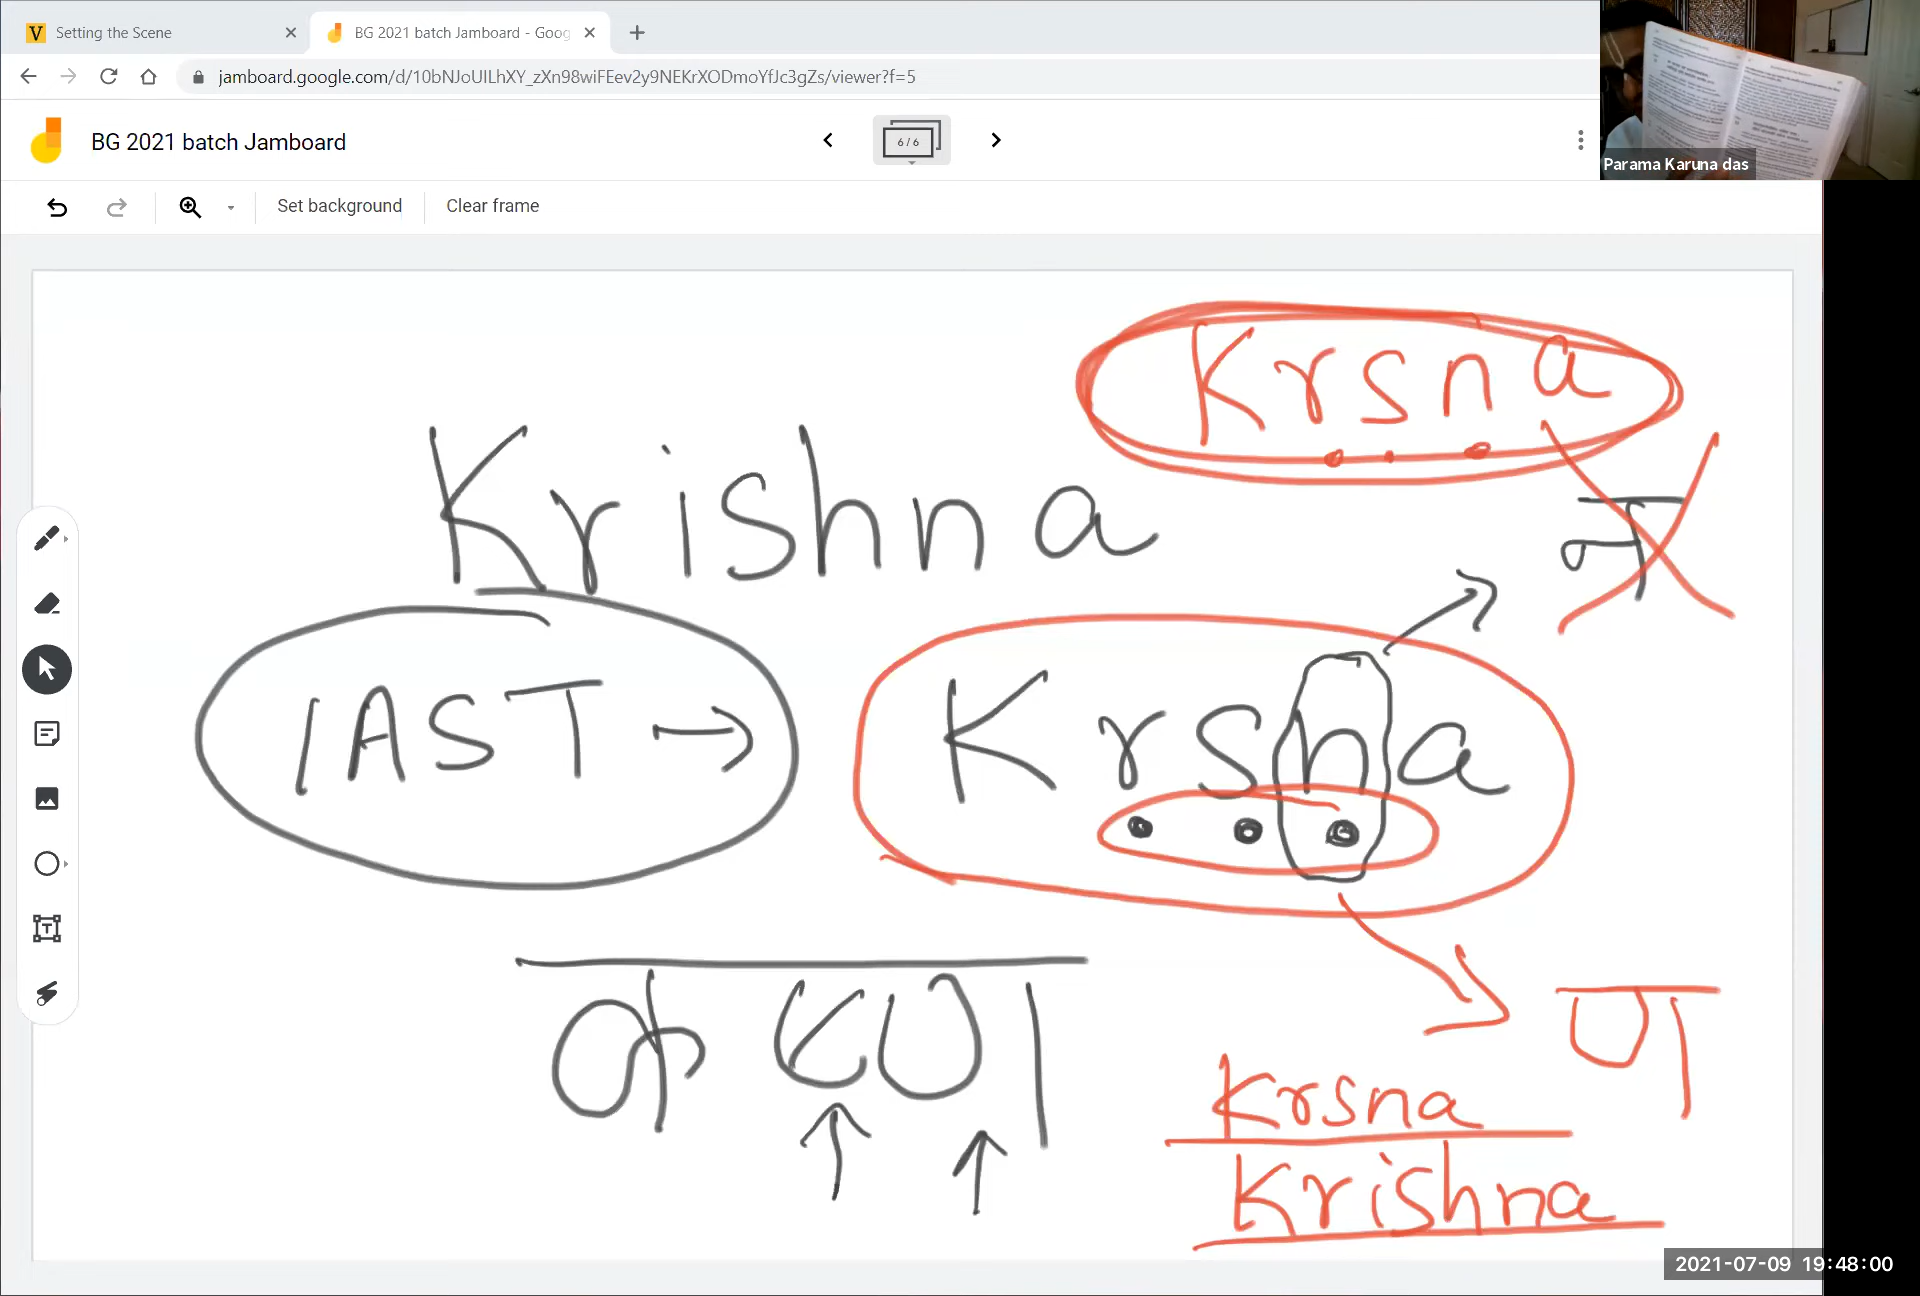 Setting the Scene
BG 2021 batch Jamboard - Goog
jamboard.google.com/d/10bNJoUILhXY_zXn98wiFEev2y9NEKrXODmoYfJc3gZs/viewer?f=5
BG 2021 batch Jamboard
6 / 6
Parama Karuna das
Set background
Clear frame
Kṛṣṇa
Krishna
न
IAST → Kṛṣṇa
कृष्ण
ण
Krsna
Krishna
2021-07-09 19:48:00